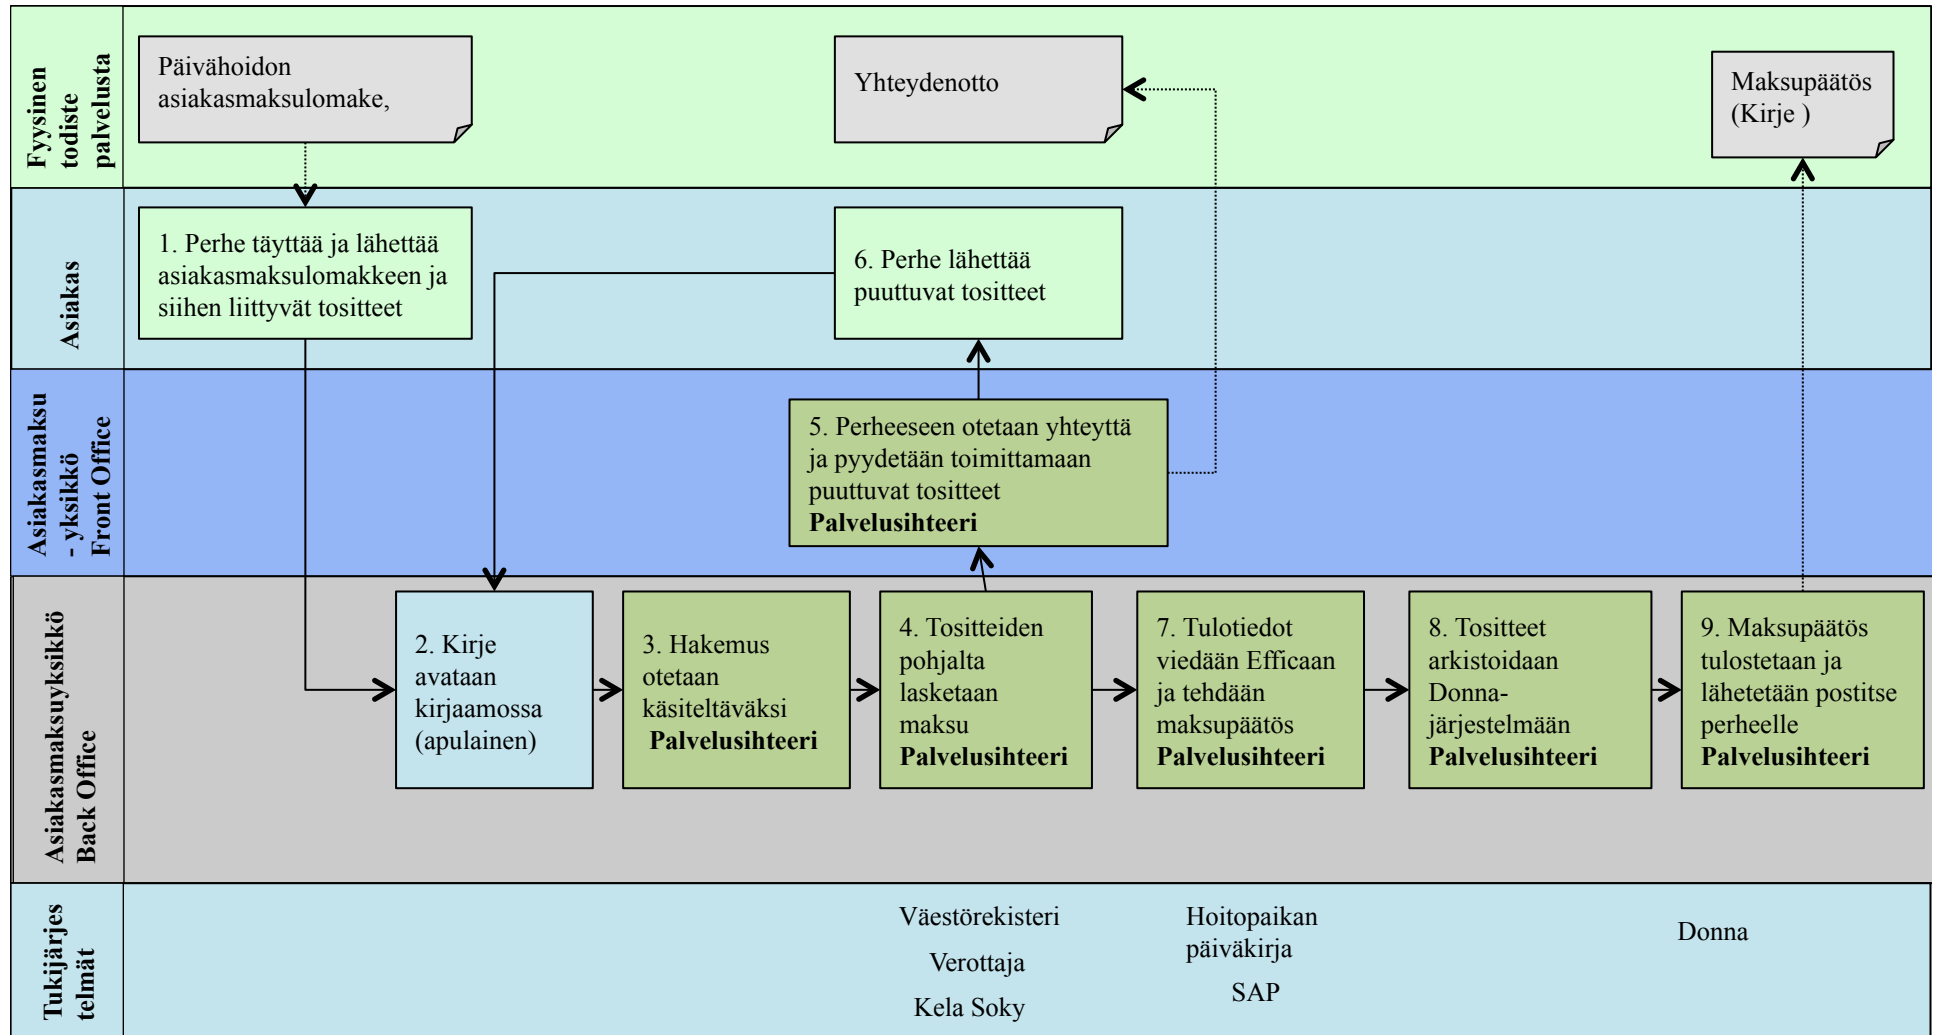 Fyysinen
todiste
palvelusta
Päivähoidon
asiakasmaksulomake,
Yhteydenotto
Maksupäätös
(Kirje )
Asiakas
1. Perhe täyttää ja lähettää
asiakasmaksulomakkeen ja
siihen liittyvät tositteet
6. Perhe lähettää
puuttuvat tositteet
Asiakasmaksu
- yksikkö
Front Office
5. Perheeseen otetaan yhteyttä
ja pyydetään toimittamaan
puuttuvat tositteet
Palvelusihteeri
Asiakasmaksuyksikkö
Back Office
2. Kirje
avataan
kirjaamossa
(apulainen)
3. Hakemus
otetaan
käsiteltäväksi
Palvelusihteeri
4. Tositteiden
pohjalta
lasketaan
maksu
Palvelusihteeri
7. Tulotiedot
viedään Efficaan
ja tehdään
maksupäätös
Palvelusihteeri
8. Tositteet
arkistoidaan
Donna-
järjestelmään
Palvelusihteeri
9. Maksupäätös
tulostetaan ja
lähetetään postitse
perheelle
Palvelusihteeri
Tukijärjes
telmät
Väestörekisteri
Verottaja
Kela Soky
Hoitopaikan
päiväkirja
SAP
Donna